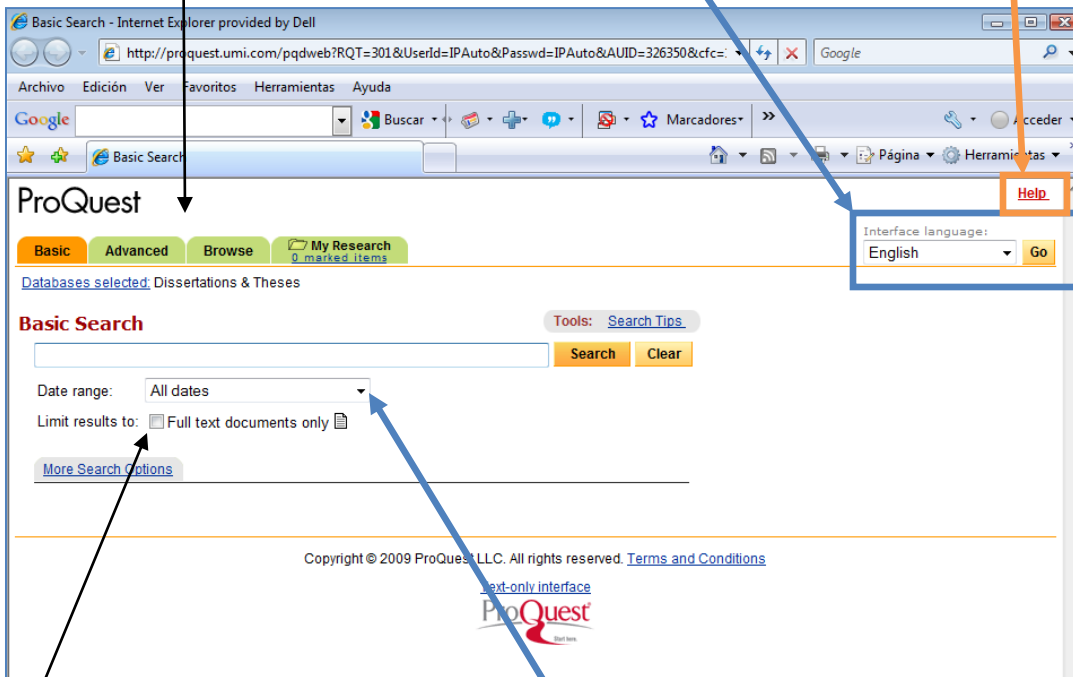 Basic Search - Internet Explorer provided by Dell
http://proquest.umi.com/pqdweb?RQT=301&UserId=IPAuto&Passwd=IPAuto&AUID=326350&cfc=
Google
Archivo Edición Ver Favoritos Herramientas Ayuda
Google Buscar Marcadores Acceder
Basic Search Página Herramientas
ProQuest
Help
Interface language:
English Go
Basic Advanced Browse My Research
0 marked items
Databases selected: Dissertations & Theses
Basic Search
Tools: Search Tips
Search Clear
Date range: All dates
Limit results to: Full text documents only
More Search Options
Copyright © 2009 ProQuest LLC. All rights reserved. Terms and Conditions
Text-only interface
ProQuest
Start here.